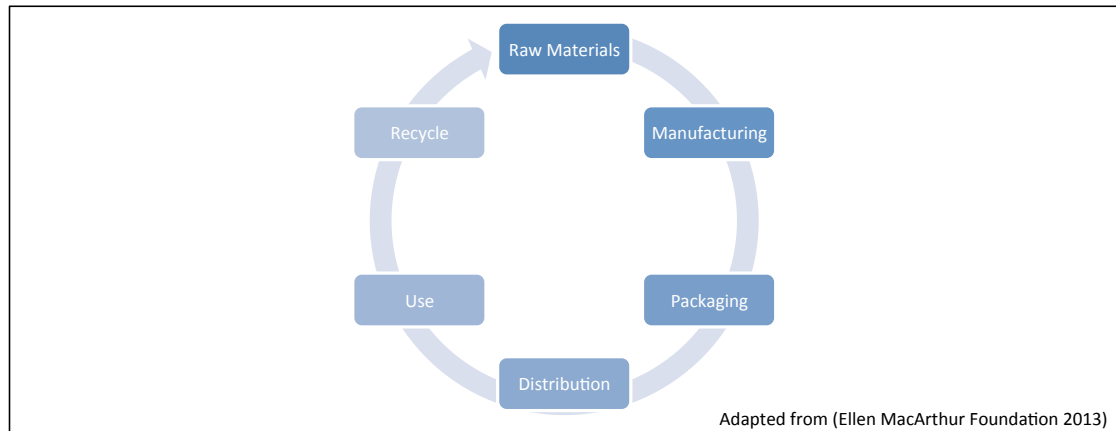 Raw Materials
Manufacturing
Packaging
Distribution
Use
Recycle
Adapted from (Ellen MacArthur Foundation 2013)